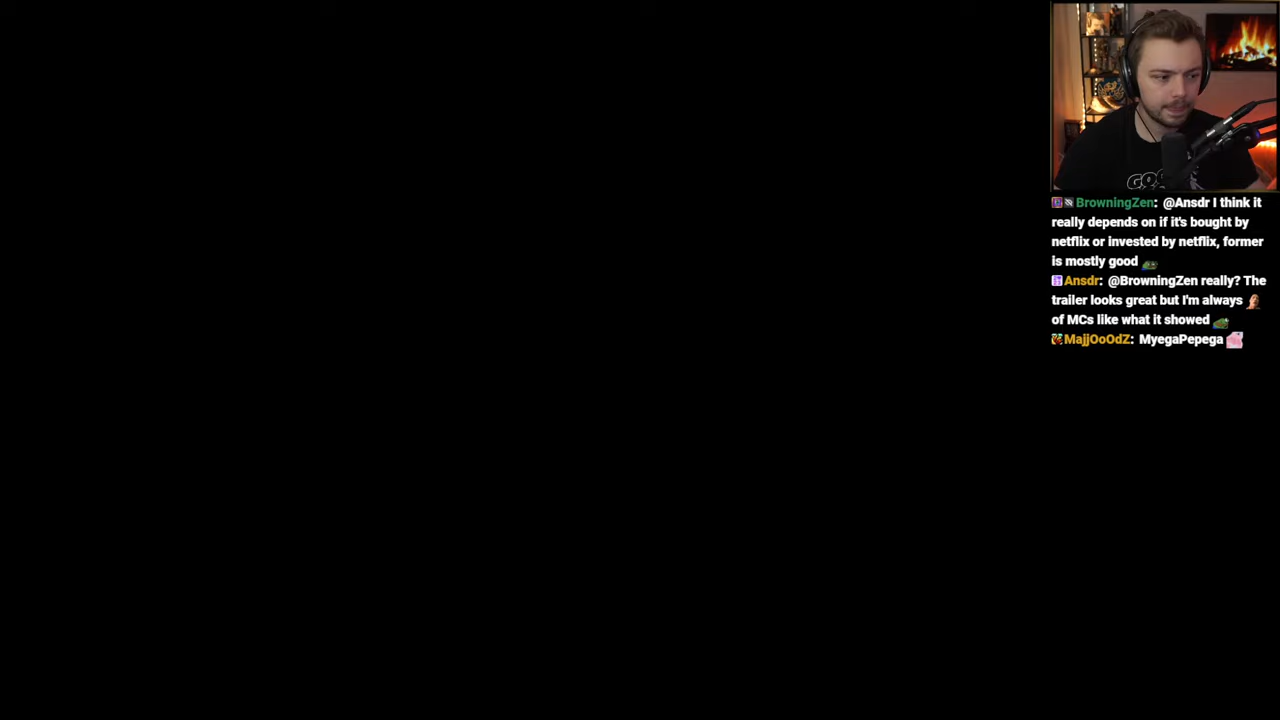 BrowningZen: @Ansdr I think it
really depends on if it's bought by
netflix or invested by netflix, former
is mostly good
Ansdr: @BrowningZen really? The
trailer looks great but I'm always
of MCs like what it showed
MajjOoOdZ: MyegaPepega